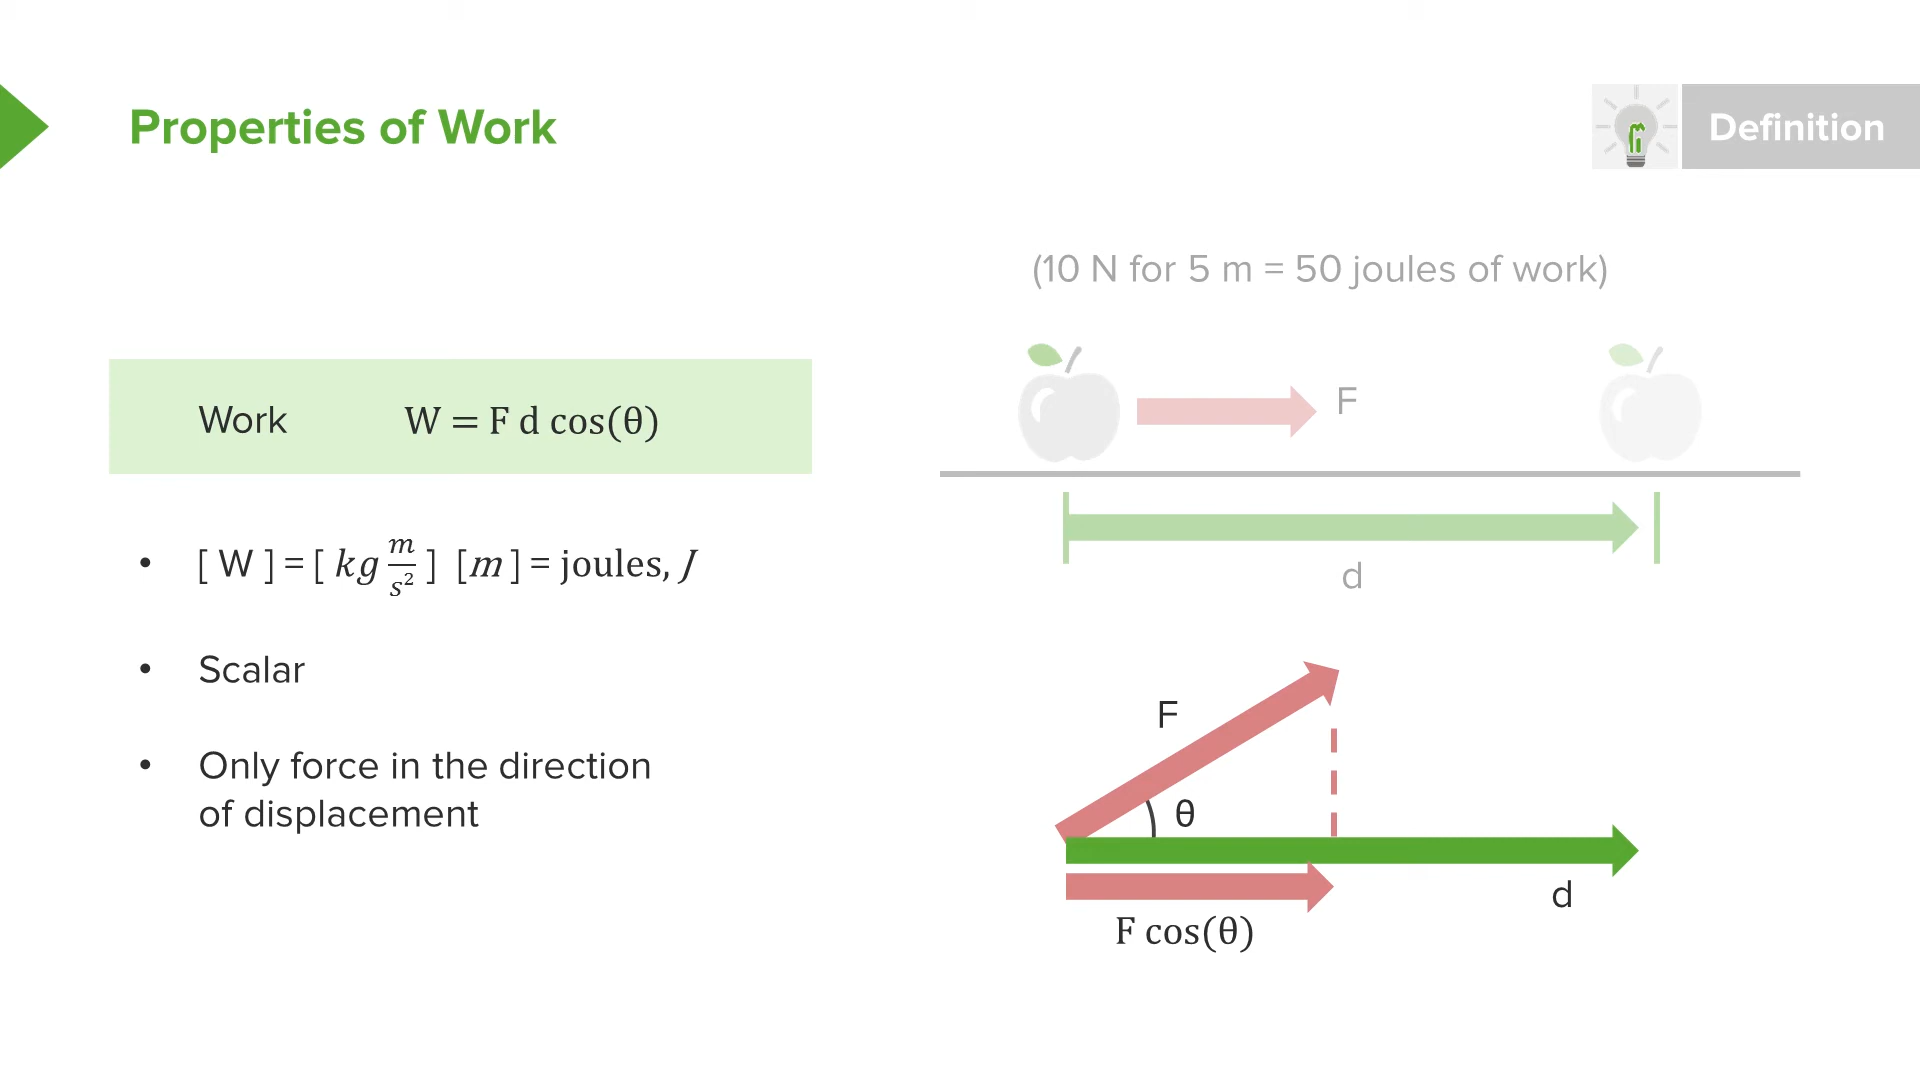 Properties of Work
Definition
(10 N for 5 m = 50 joules of work)
Work W = F d cos(θ)
F
d
• [ W ] = [ kg m/s² ] [m] = joules, J
• Scalar
• Only force in the direction
of displacement
F
θ
d
F cos(θ)